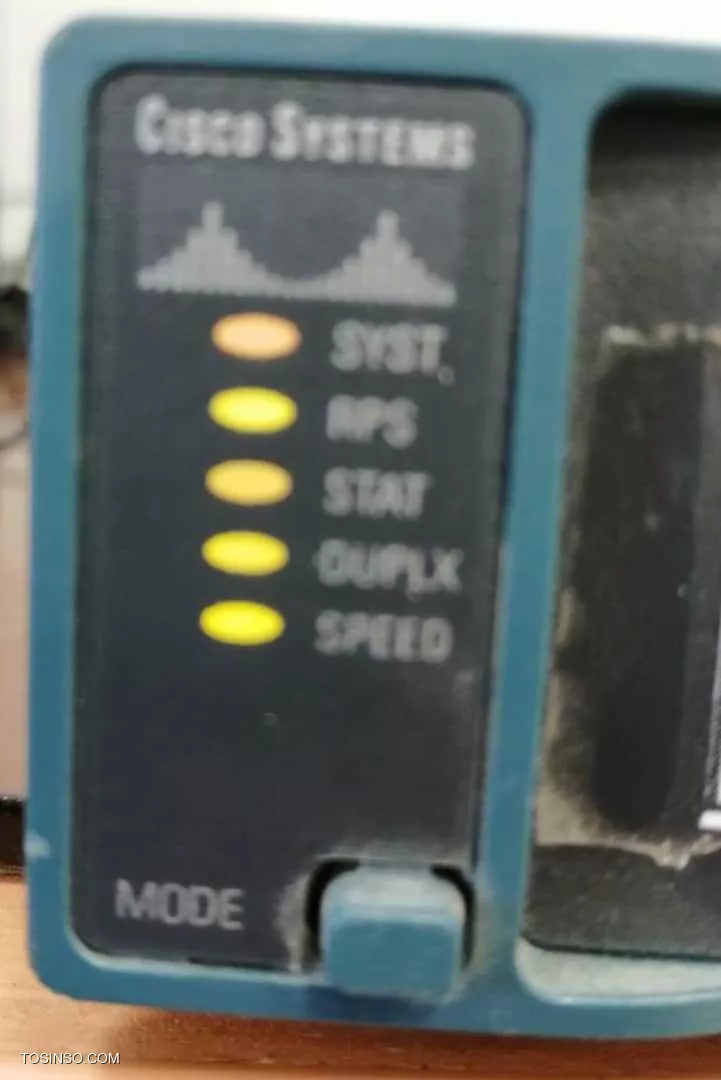 CISCO SYSTEMS
SYST
RPS
STAT
DUPLX
SPEED
MODE
TOSINSO.COM